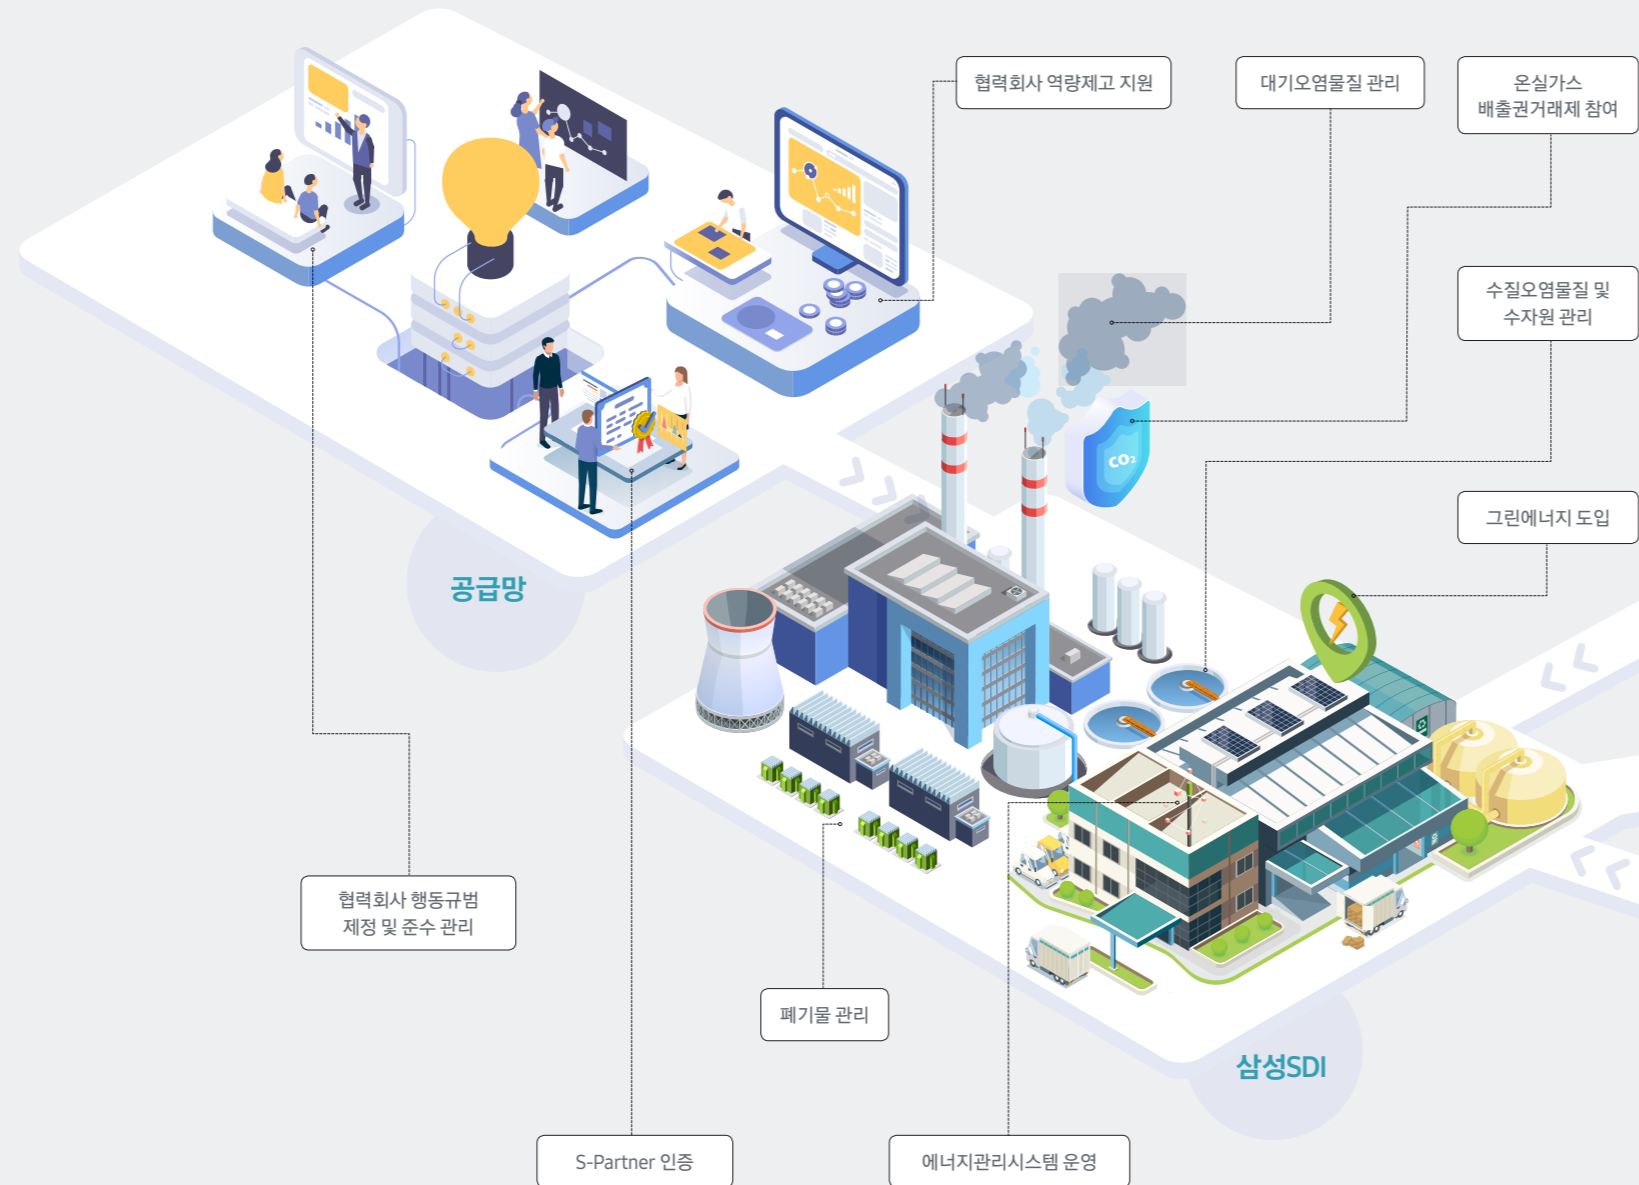 협력회사 역량제고 지원
대기오염물질 관리
온실가스
배출권거래제 참여
수질오염물질 및
수자원 관리
CO₂
그린에너지 도입
공급망
협력회사 행동규범
제정 및 준수 관리
폐기물 관리
삼성SDI
S-Partner 인증
에너지관리시스템 운영